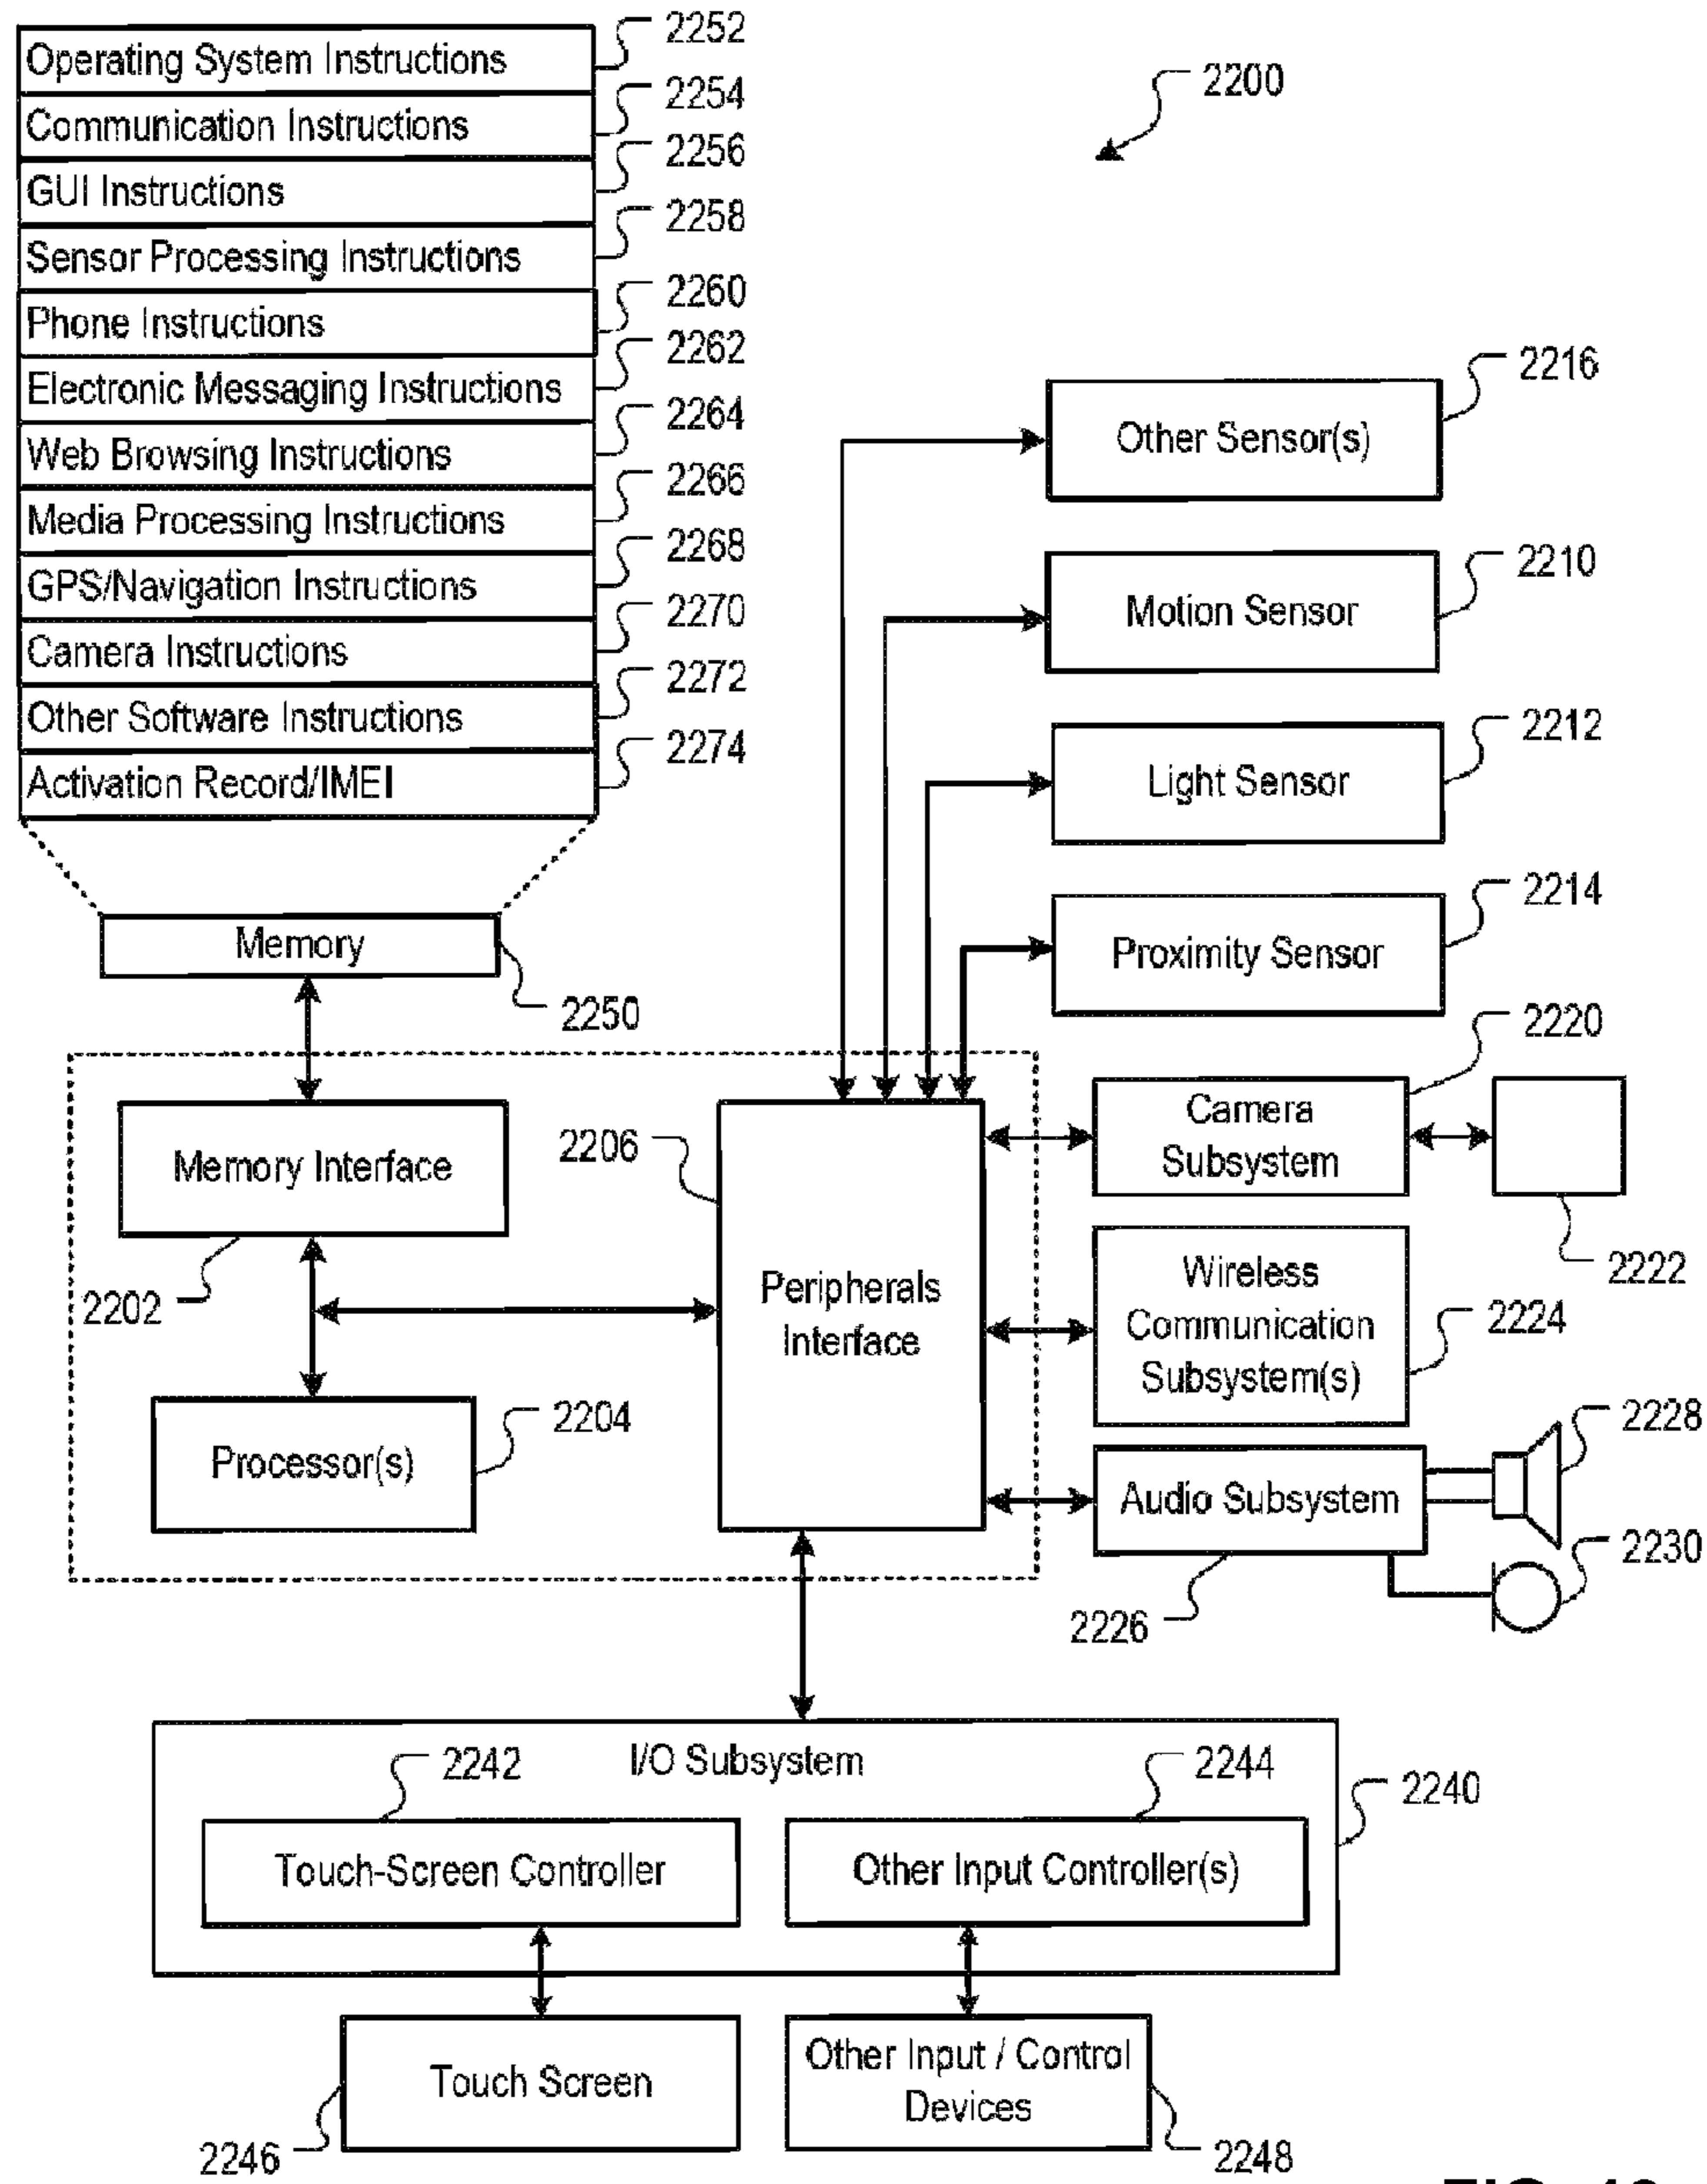 Operating System Instructions
2252
Communication Instructions
2254
GUI Instructions
2256
Sensor Processing Instructions
2258
Phone Instructions
2260
Electronic Messaging Instructions
2262
Web Browsing Instructions
2264
Media Processing Instructions
2266
GPS/Navigation Instructions
2268
Camera Instructions
2270
Other Software Instructions
2272
Activation Record/IMEI
2274
2200
Memory
2250
Other Sensor(s)
2216
Motion Sensor
2210
Light Sensor
2212
Proximity Sensor
2214
Memory Interface
2202
2206
Peripherals
Interface
Camera
Subsystem
2220
2222
Wireless
Communication
Subsystem(s)
2224
Processor(s)
2204
Audio Subsystem
2226
2228
2230
I/O Subsystem
2240
2242
Touch-Screen Controller
2244
Other Input Controller(s)
Touch Screen
2246
Other Input / Control
Devices
2248